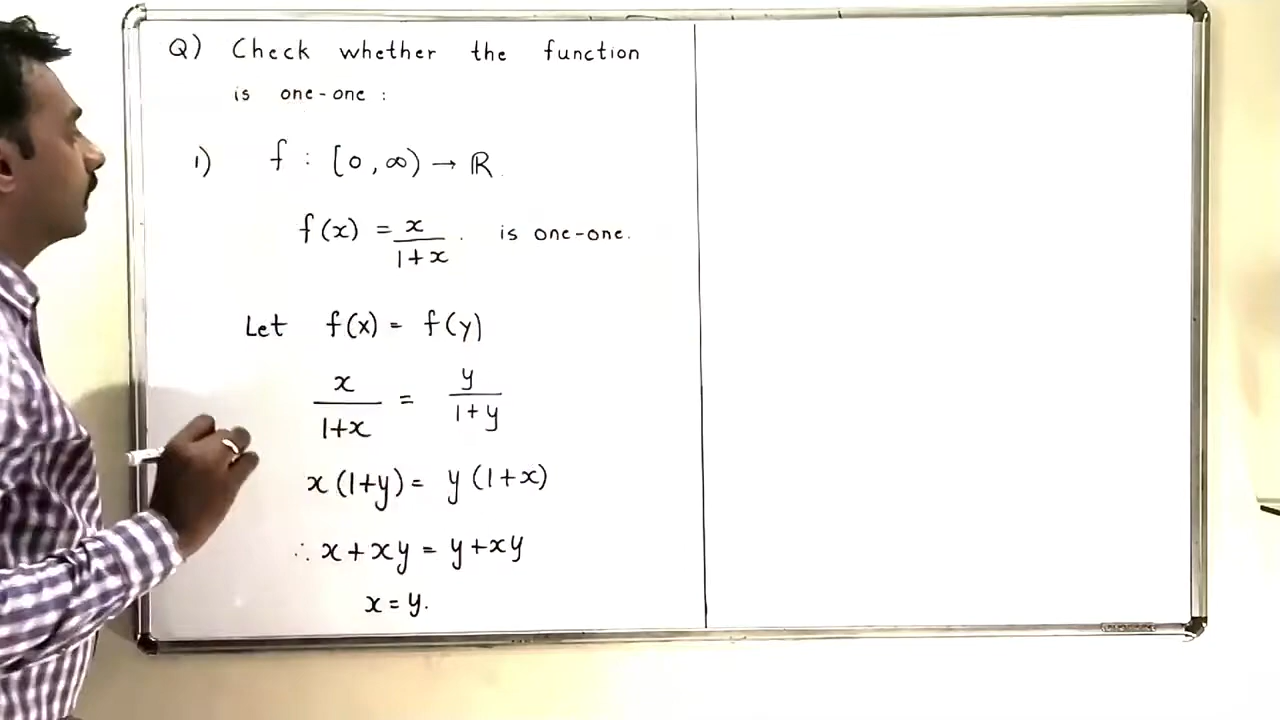 Q) Check whether the function
is one-one :
1) f : [0, ∞) → R.
f(x) = x/(1+x). is one-one.
Let f(x) = f(y)
x/(1+x) = y/(1+y)
x(1+y) = y(1+x)
∴ x + xy = y + xy
x = y.